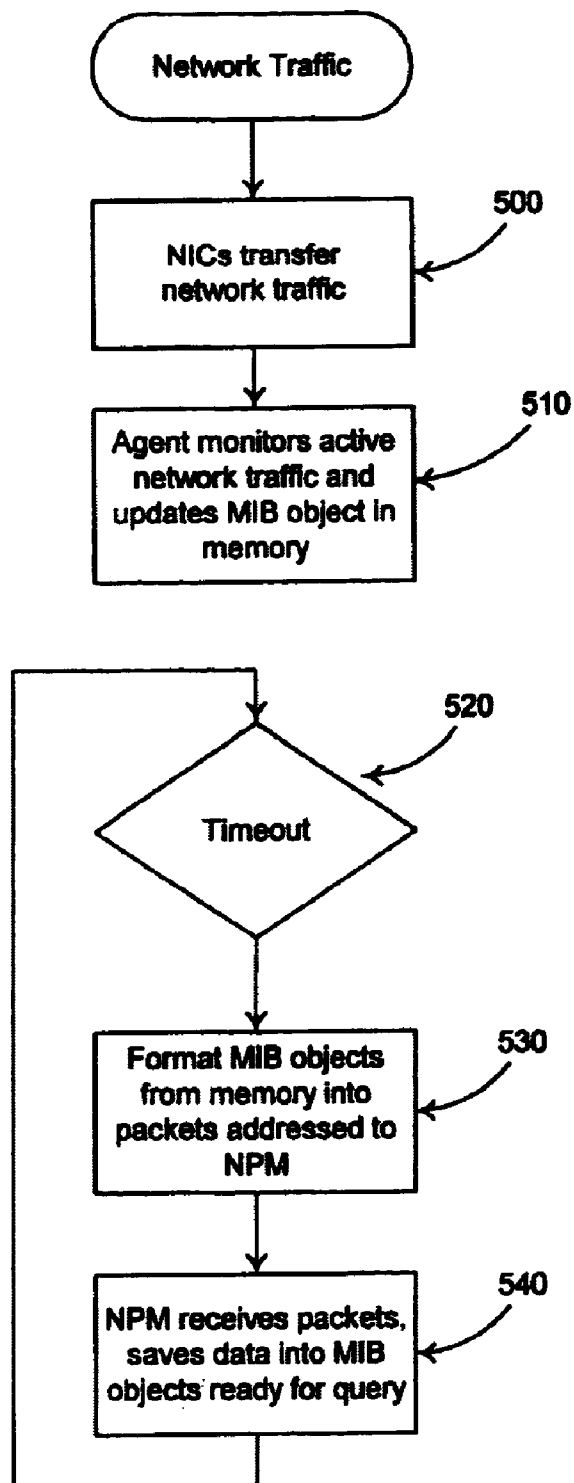 Network Traffic
500
NICs transfer
network traffic
510
Agent monitors active
network traffic and
updates MIB object in
memory
520
Timeout
530
Format MIB objects
from memory into
packets addressed to
NPM
540
NPM receives packets,
saves data into MIB
objects ready for query